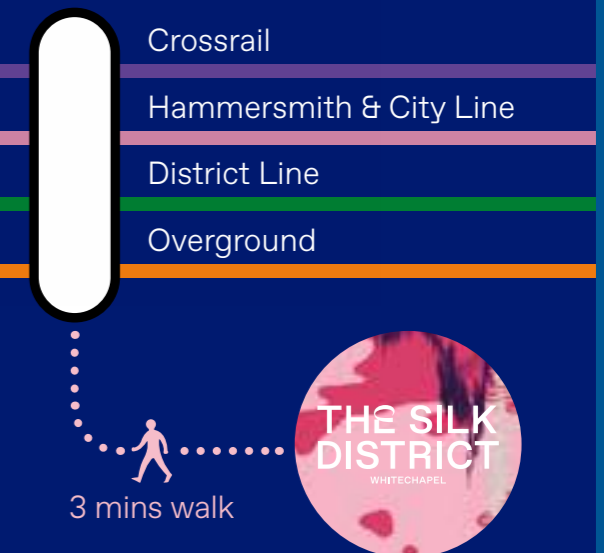 Crossrail
Hammersmith & City Line
District Line
Overground
THE SILK
DISTRICT
WHITECHAPEL
3 mins walk